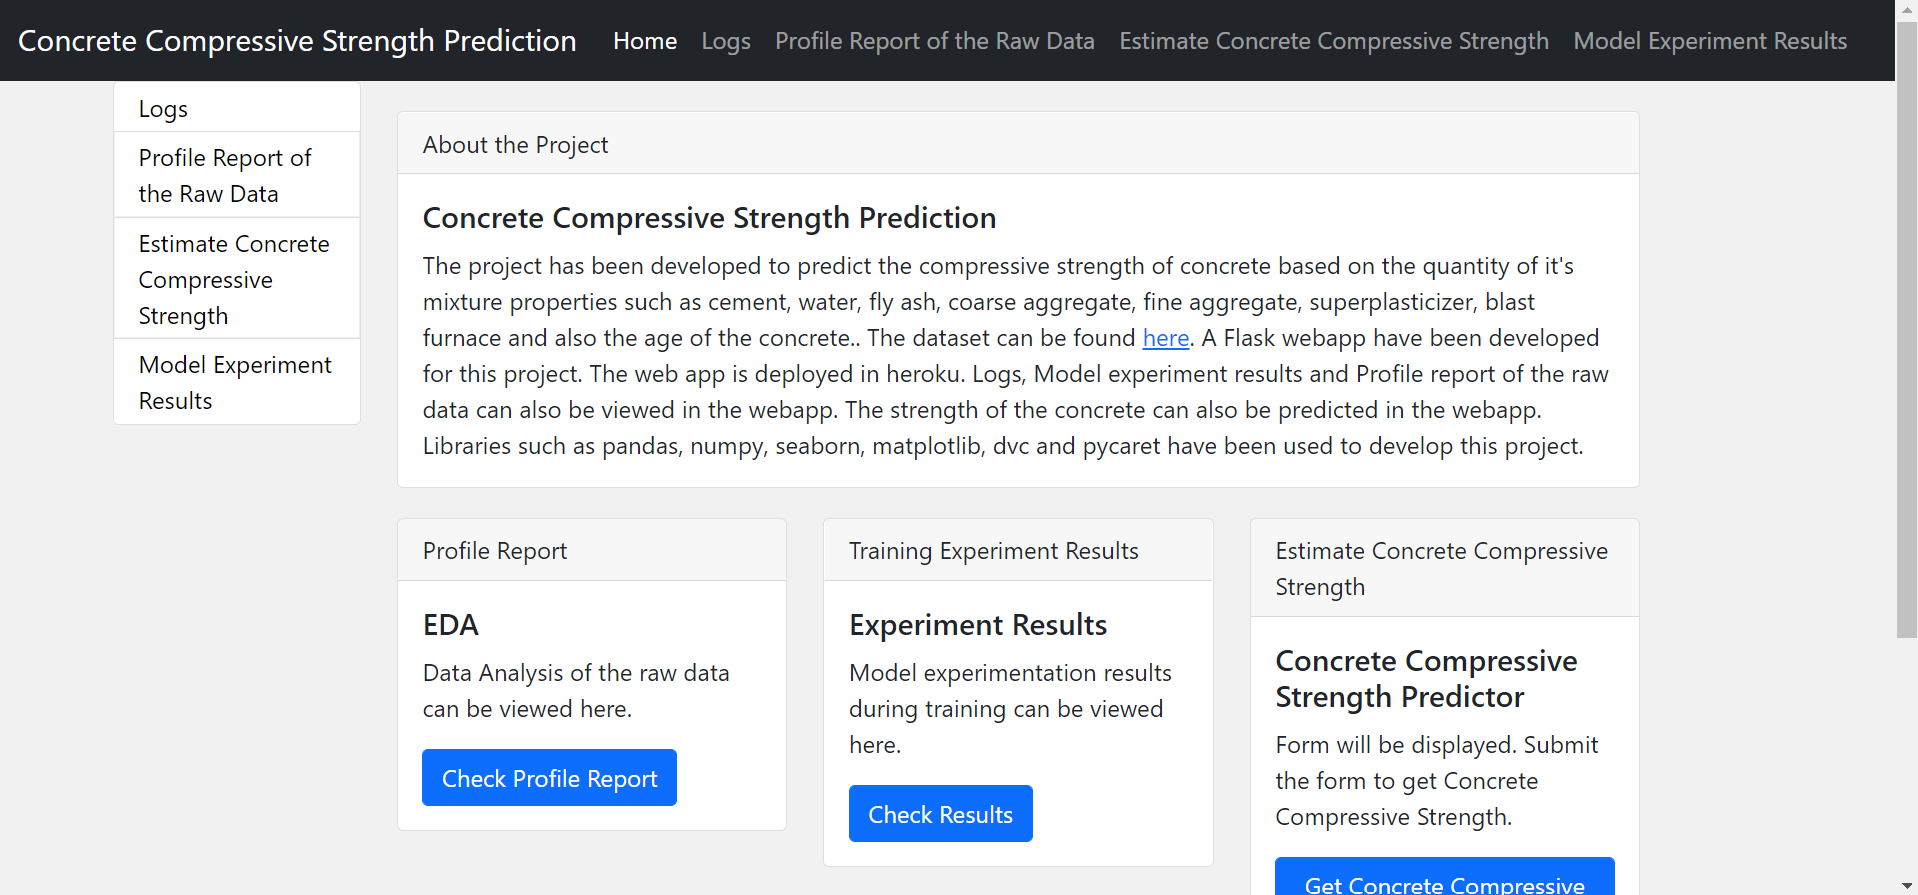 Concrete Compressive Strength Prediction Home Logs Profile Report of the Raw Data Estimate Concrete Compressive Strength Model Experiment Results
Logs
Profile Report of
the Raw Data
Estimate Concrete
Compressive
Strength
Model Experiment
Results
About the Project
Concrete Compressive Strength Prediction
The project has been developed to predict the compressive strength of concrete based on the quantity of it's
mixture properties such as cement, water, fly ash, coarse aggregate, fine aggregate, superplasticizer, blast
furnace and also the age of the concrete.. The dataset can be found here. A Flask webapp have been developed
for this project. The web app is deployed in heroku. Logs, Model experiment results and Profile report of the raw
data can also be viewed in the webapp. The strength of the concrete can also be predicted in the webapp.
Libraries such as pandas, numpy, seaborn, matplotlib, dvc and pycaret have been used to develop this project.
Profile Report
EDA
Data Analysis of the raw data
can be viewed here.
Check Profile Report
Training Experiment Results
Experiment Results
Model experimentation results
during training can be viewed
here.
Check Results
Estimate Concrete Compressive
Strength
Concrete Compressive
Strength Predictor
Form will be displayed. Submit
the form to get Concrete
Compressive Strength.
Get Concrete Compressive